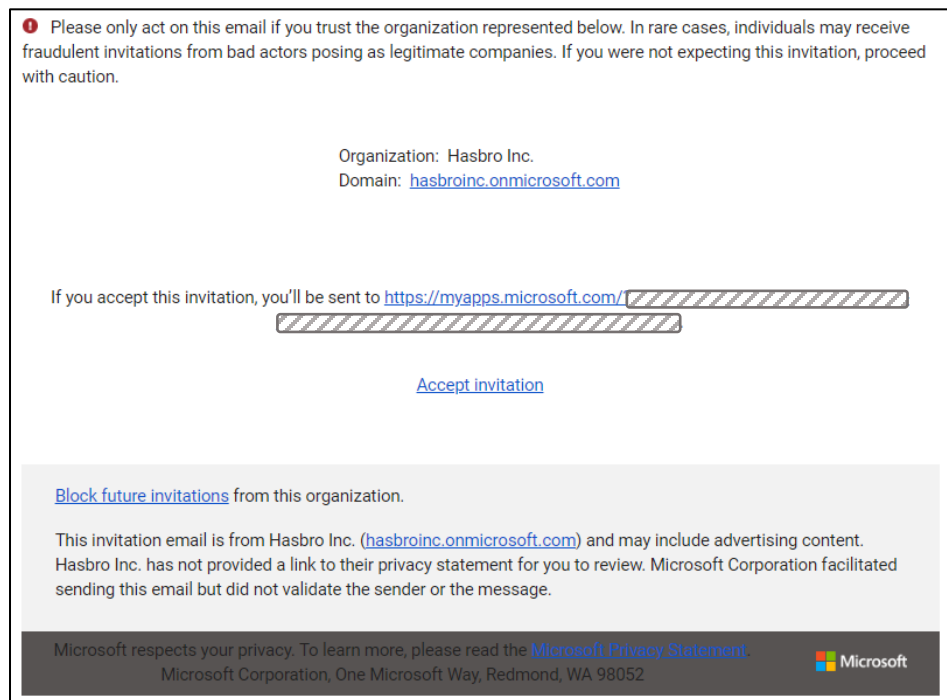 Please only act on this email if you trust the organization represented below. In rare cases, individuals may receive
fraudulent invitations from bad actors posing as legitimate companies. If you were not expecting this invitation, proceed
with caution.
Organization: Hasbro Inc.
Domain: hasbroinc.onmicrosoft.com
If you accept this invitation, you'll be sent to https://myapps.microsoft.com/
Accept invitation
Block future invitations from this organization.
This invitation email is from Hasbro Inc. (hasbroinc.onmicrosoft.com) and may include advertising content.
Hasbro Inc. has not provided a link to their privacy statement for you to review. Microsoft Corporation facilitated
sending this email but did not validate the sender or the message.
Microsoft respects your privacy. To learn more, please read the Microsoft Privacy Statement.
Microsoft Corporation, One Microsoft Way, Redmond, WA 98052
Microsoft